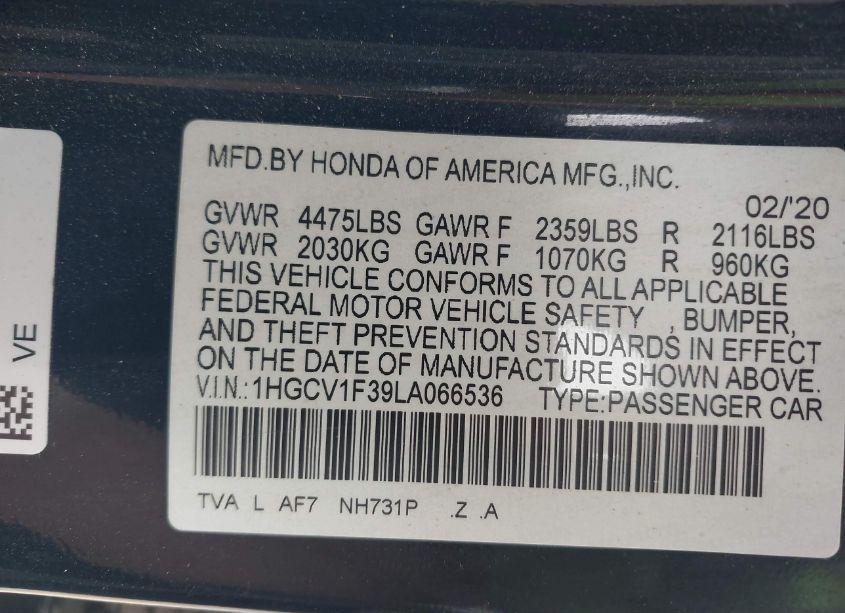 MFD.BY HONDA OF AMERICA MFG.,INC.
02/'20
GVWR 4475LBS GAWR F 2359LBS R 2116LBS
GVWR 2030KG GAWR F 1070KG R 960KG
THIS VEHICLE CONFORMS TO ALL APPLICABLE
FEDERAL MOTOR VEHICLE SAFETY , BUMPER,
AND THEFT PREVENTION STANDARDS IN EFFECT
ON THE DATE OF MANUFACTURE SHOWN ABOVE.
V.I.N.: 1HGCV1F39LA066536 TYPE:PASSENGER CAR
TVA L AF7 NH731P .Z .A
VE